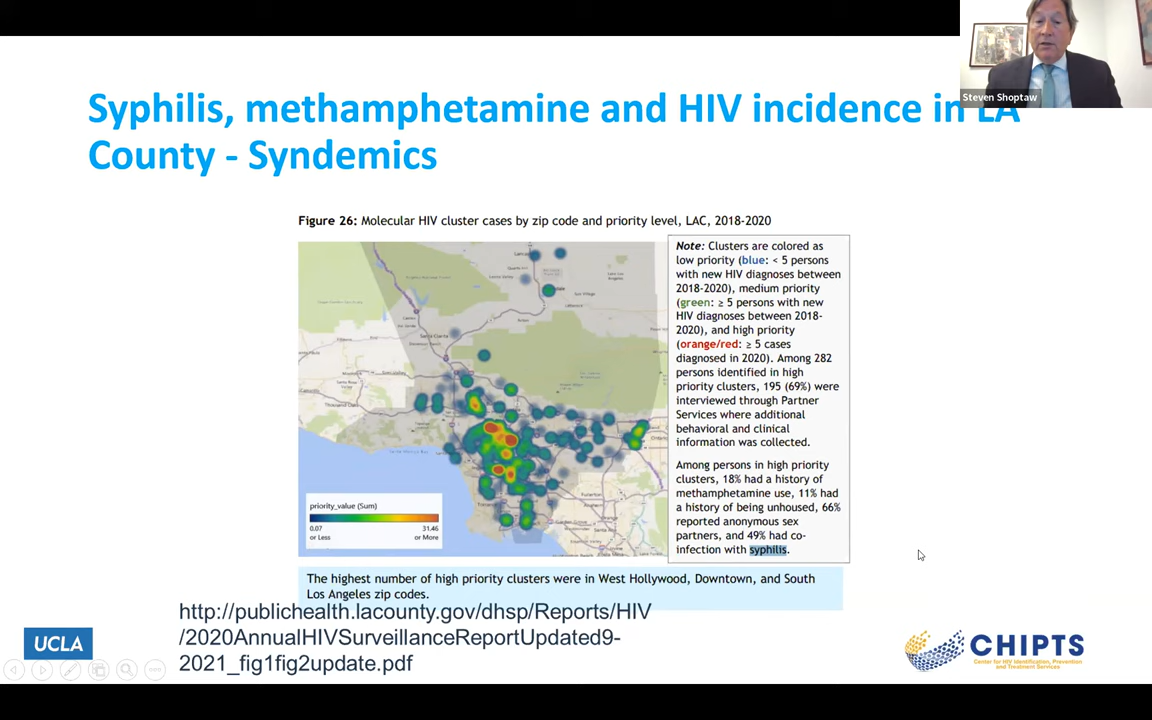 Steven Shoptaw
Syphilis, methamphetamine and HIV incidence in LA
County - Syndemics
Figure 26: Molecular HIV cluster cases by zip code and priority level, LAC, 2018-2020
Note: Clusters are colored as
low priority (blue: < 5 persons
with new HIV diagnoses between
2018-2020), medium priority
(green: ≥ 5 persons with new
HIV diagnoses between 2018-
2020), and high priority
(orange/red: ≥ 5 cases
diagnosed in 2020). Among 282
persons identified in high
priority clusters, 195 (69%) were
interviewed through Partner
Services where additional
behavioral and clinical
information was collected.
Among persons in high priority
clusters, 18% had a history of
methamphetamine use, 11% had
a history of being unhoused, 66%
reported anonymous sex
partners, and 49% had co-
infection with syphilis.
priority_value (Sum)
0.07 31.46
or Less or More
The highest number of high priority clusters were in West Hollywood, Downtown, and South
Los Angeles zip codes.
http://publichealth.lacounty.gov/dhsp/Reports/HIV
/2020AnnualHIVSurveillanceReportUpdated9-
2021_fig1fig2update.pdf
UCLA
CHIPTS
Center for HIV Identification, Prevention
and Treatment Services